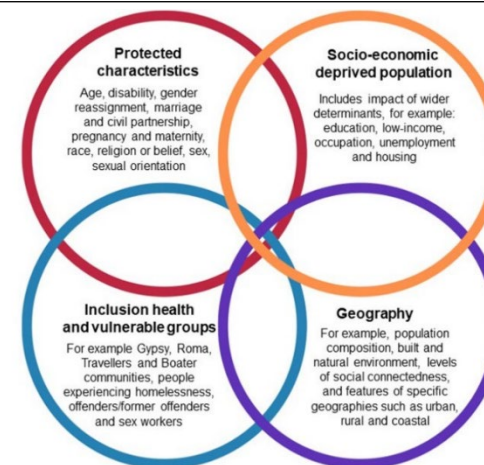 Protected
characteristics
Age, disability, gender
reassignment, marriage
and civil partnership,
pregnancy and maternity,
race, religion or belief, sex,
sexual orientation
Socio-economic
deprived population
Includes impact of wider
determinants, for example:
education, low-income,
occupation, unemployment
and housing
Inclusion health
and vulnerable groups
For example Gypsy, Roma,
Travellers and Boater
communities, people
experiencing homelessness,
offenders/former offenders
and sex workers
Geography
For example, population
composition, built and
natural environment, levels
of social connectedness,
and features of specific
geographies such as urban,
rural and coastal